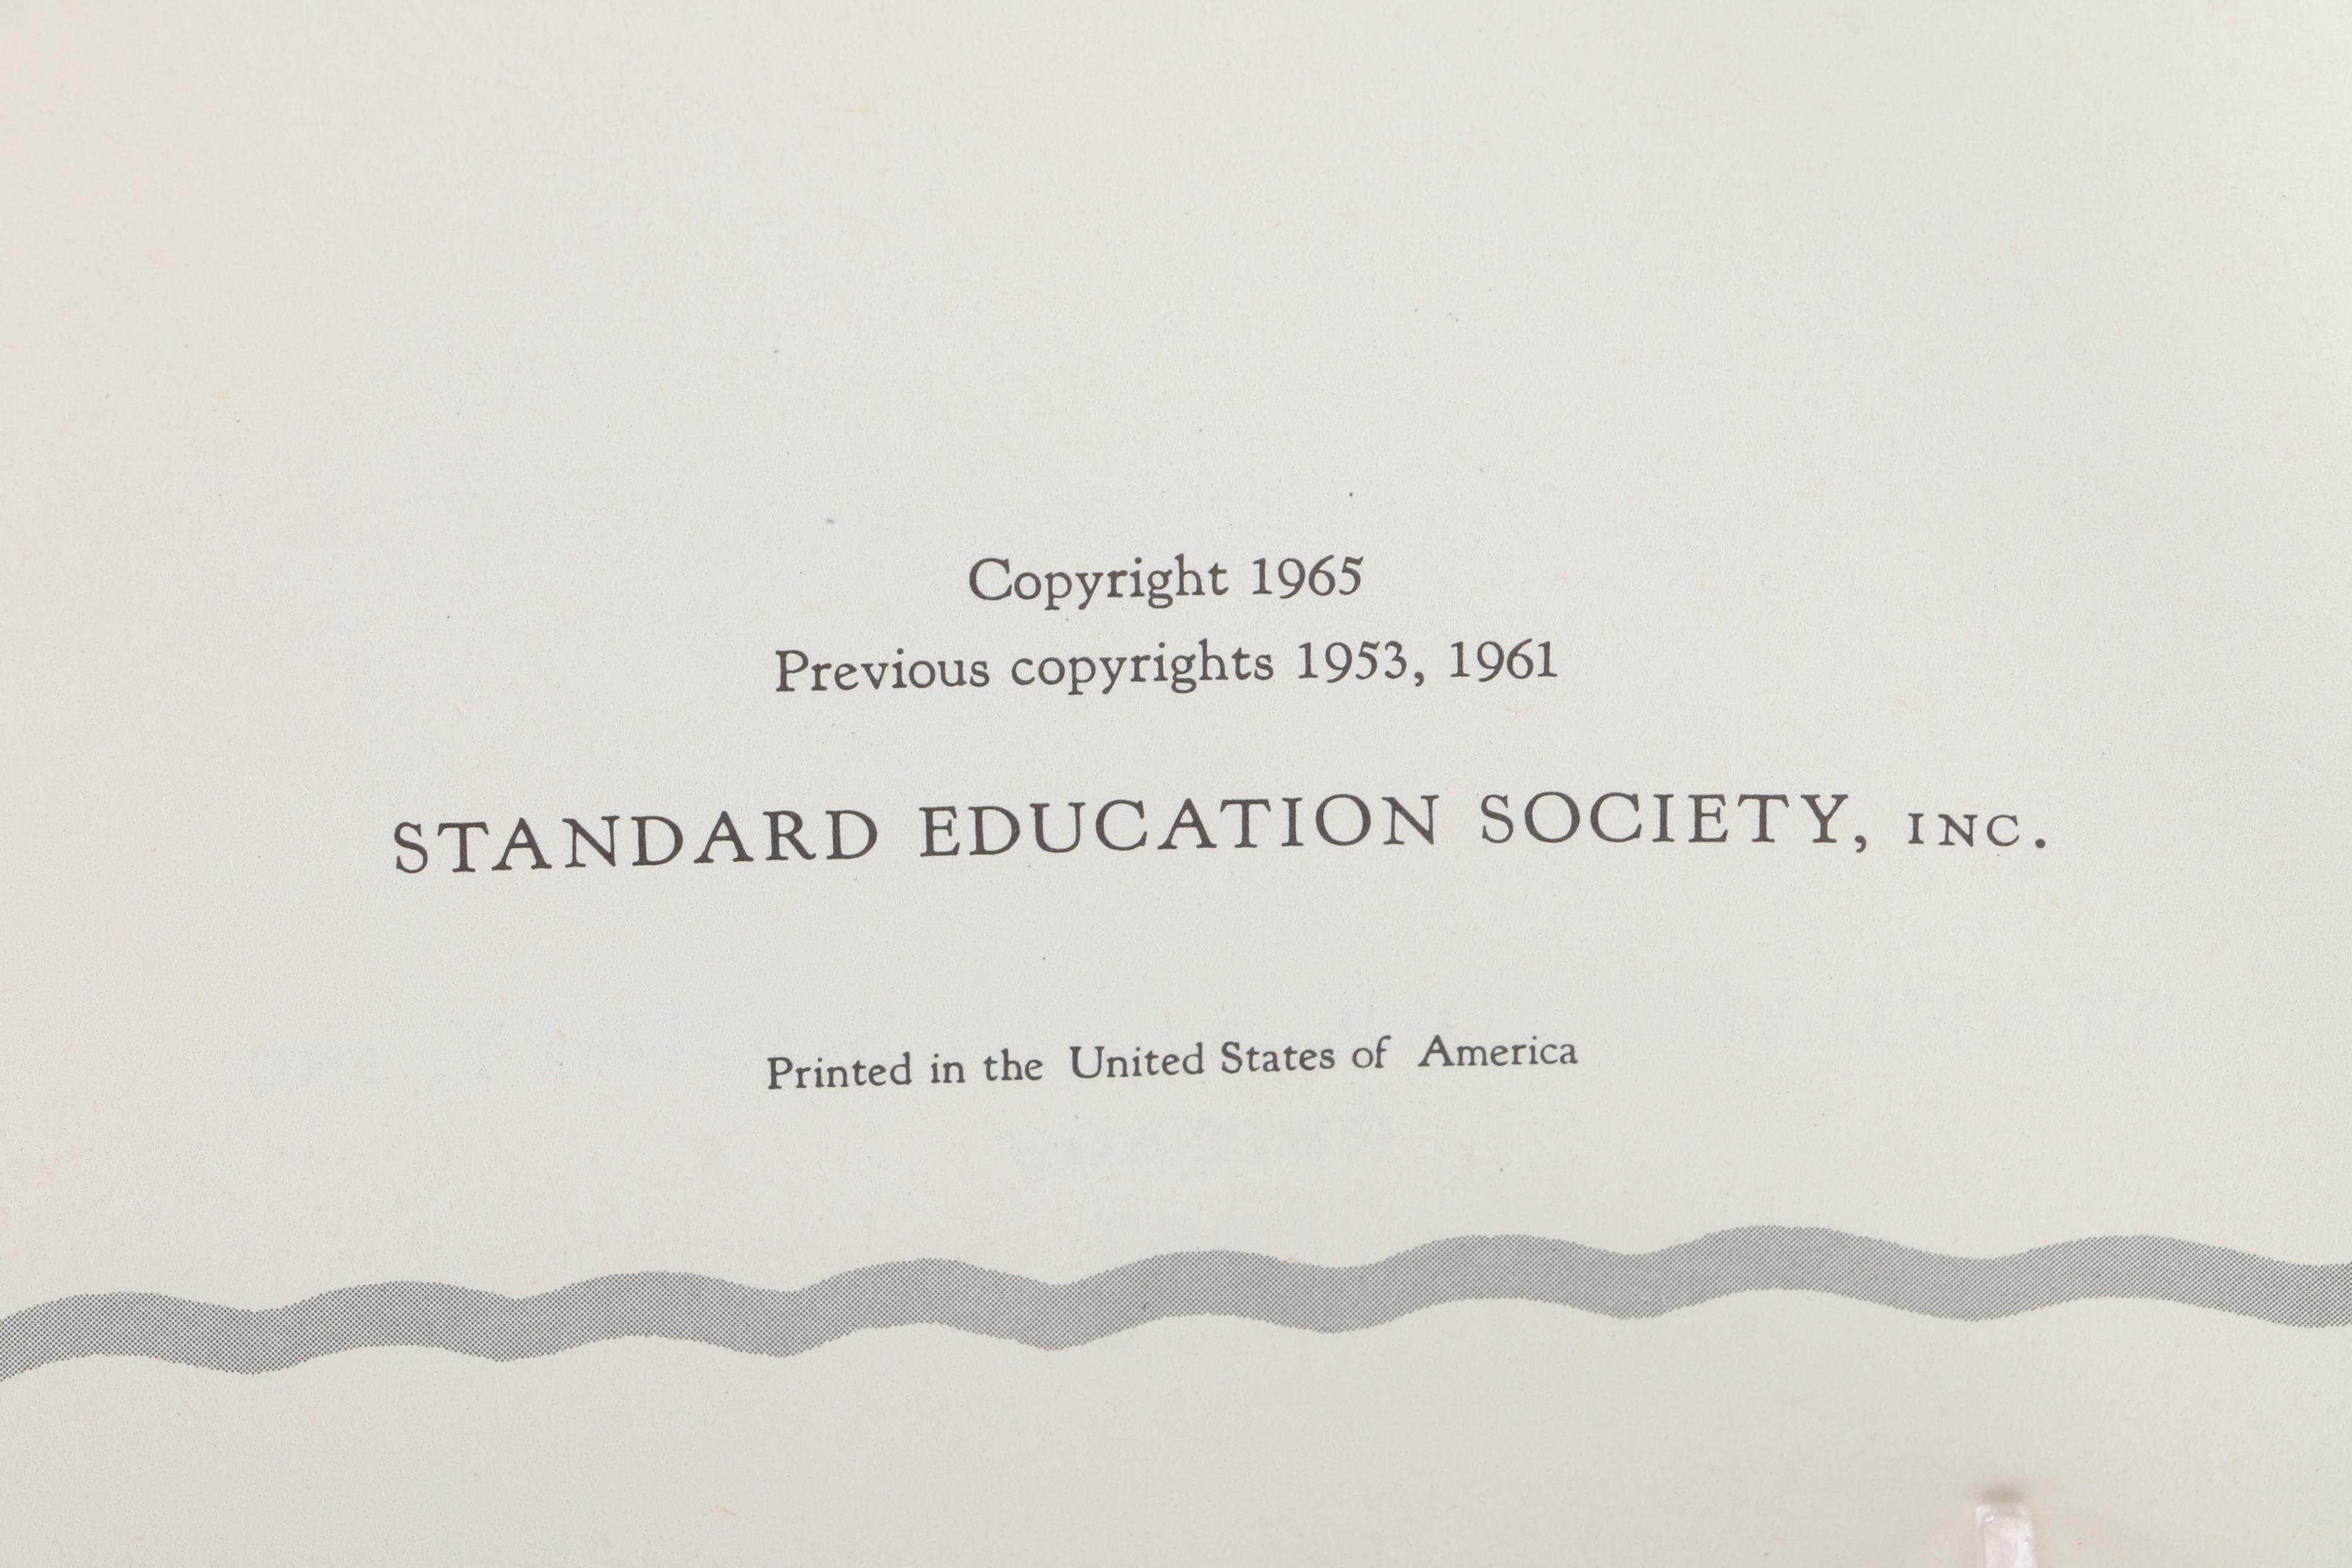 Copyright 1965
Previous copyrights 1953, 1961
STANDARD EDUCATION SOCIETY, INC.
Printed in the United States of America